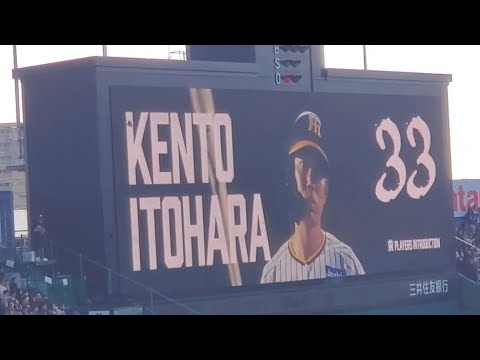 B
S
O
KENTO
ITOHARA
33
PLAYERS INTRODUCTION
三井住友銀行